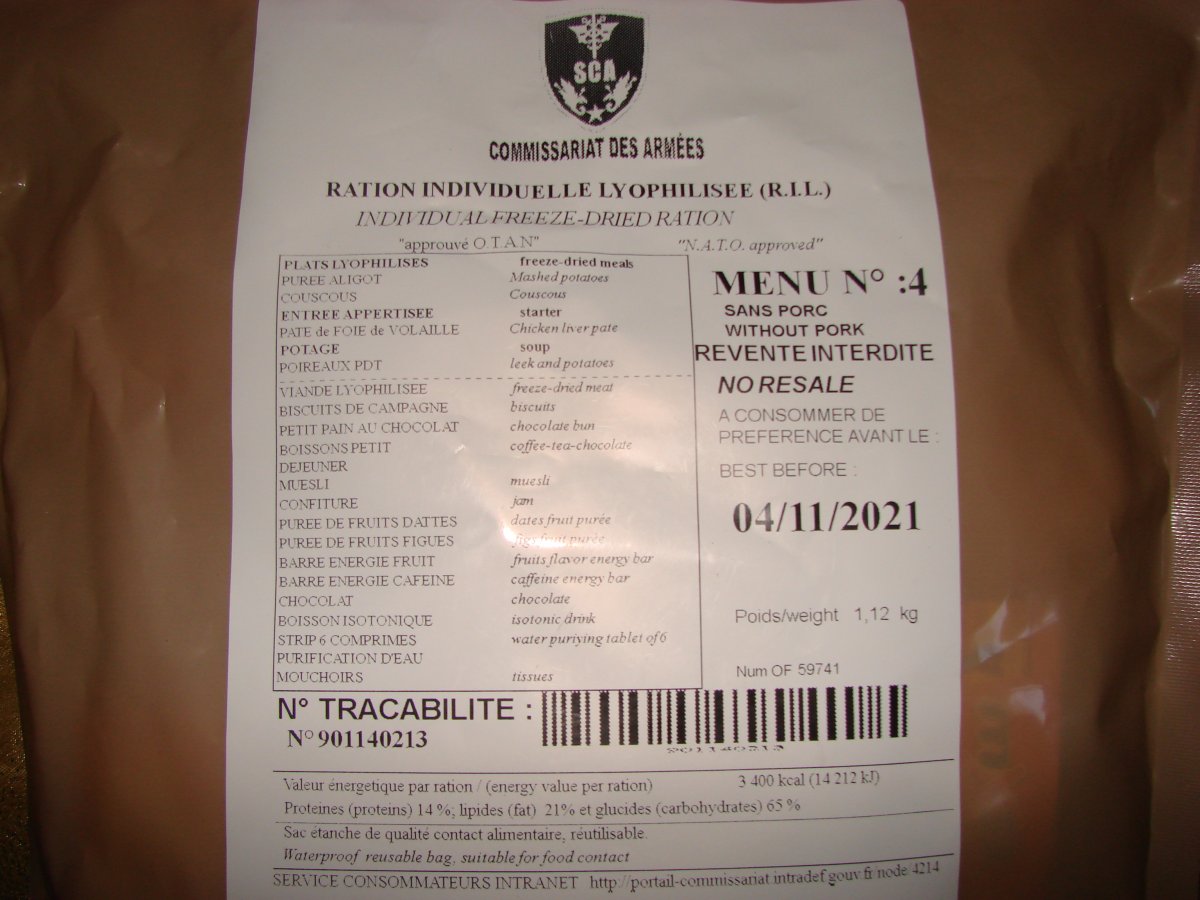 SCA
COMMISSARIAT DES ARMÉES
RATION INDIVIDUELLE LYOPHILISEE (R.I.L.)
INDIVIDUAL FREEZE-DRIED RATION
"approuvé O.T.A.N" "N.A.T.O. approved"
PLATS LYOPHILISES freeze-dried meals
PUREE ALIGOT Mashed potatoes
COUSCOUS Couscous
ENTREE APPERTISEE starter
PATE de FOIE de VOLAILLE Chicken liver pate
POTAGE soup
POIREAUX PDT leek and potatoes
VIANDE LYOPHILISEE freeze-dried meat
BISCUITS DE CAMPAGNE biscuits
PETIT PAIN AU CHOCOLAT chocolate bun
BOISSONS PETIT coffee-tea-chocolate
DEJEUNER
MUESLI muesli
CONFITURE jam
PUREE DE FRUITS DATTES dates fruit purée
PUREE DE FRUITS FIGUES figs fruit purée
BARRE ENERGIE FRUIT fruits flavor energy bar
BARRE ENERGIE CAFEINE caffeine energy bar
CHOCOLAT chocolate
BOISSON ISOTONIQUE isotonic drink
STRIP 6 COMPRIMES water puriying tablet of 6
PURIFICATION D'EAU
MOUCHOIRS tissues
MENU N° :4
SANS PORC
WITHOUT PORK
REVENTE INTERDITE
NO RESALE
A CONSOMMER DE
PREFERENCE AVANT LE :
BEST BEFORE :
04/11/2021
Poids/weight 1,12 kg
Num OF 59741
N° TRACABILITE :
N° 901140213
901140213
Valeur énergetique par ration / (energy value per ration) 3 400 kcal (14 212 kJ)
Proteines (proteins) 14 %; lipides (fat) 21% et glucides (carbohydrates) 65 %
Sac étanche de qualité contact alimentaire, réutilisable.
Waterproof reusable bag, suitable for food contact
SERVICE CONSOMMATEURS INTRANET http://portail-commissariat.intradef.gouv.fr/node/4214